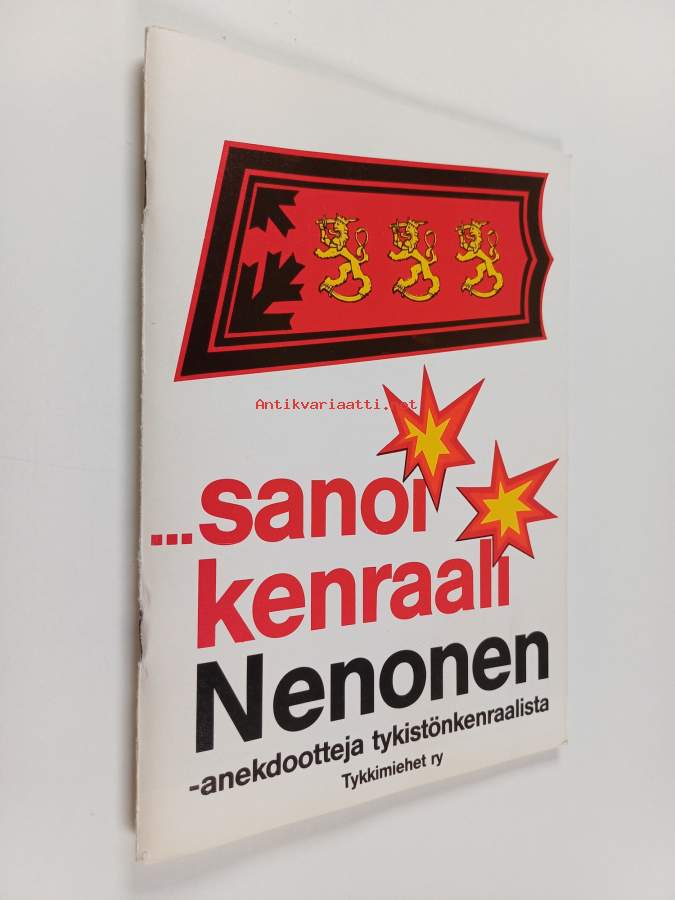 Antikvariaatti.net
...sanoi
kenraali
Nenonen
-anekdootteja tykistönkenraalista
Tykkimiehet ry